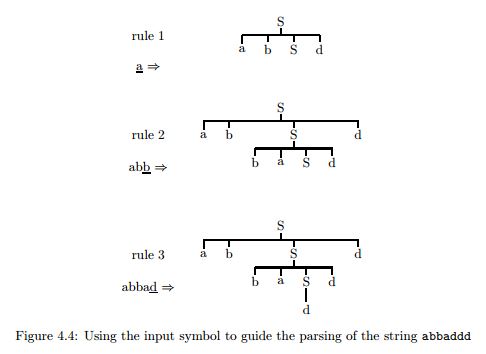 S
rule 1
a b S d
a ⇒
S
rule 2
a b S d
b a S d
abb ⇒
S
rule 3
a b S d
b a S d
abbad ⇒
d
Figure 4.4: Using the input symbol to guide the parsing of the string abbaddd